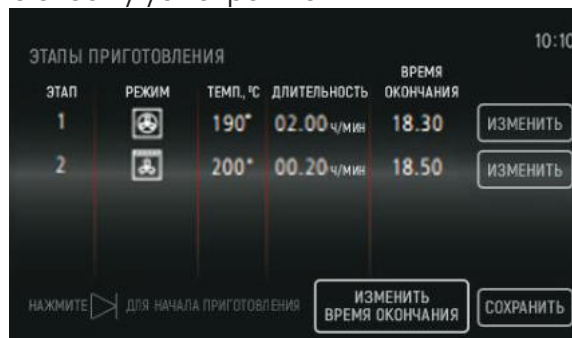 10:10
ЭТАПЫ ПРИГОТОВЛЕНИЯ
ЭТАП РЕЖИМ ТЕМП., °C ДЛИТЕЛЬНОСТЬ ВРЕМЯ ОКОНЧАНИЯ
1 190° 02.00 ч/мин 18.30 ИЗМЕНИТЬ
2 200° 00.20 ч/мин 18.50 ИЗМЕНИТЬ
НАЖМИТЕ ДЛЯ НАЧАЛА ПРИГОТОВЛЕНИЯ
ИЗМЕНИТЬ
ВРЕМЯ ОКОНЧАНИЯ
СОХРАНИТЬ